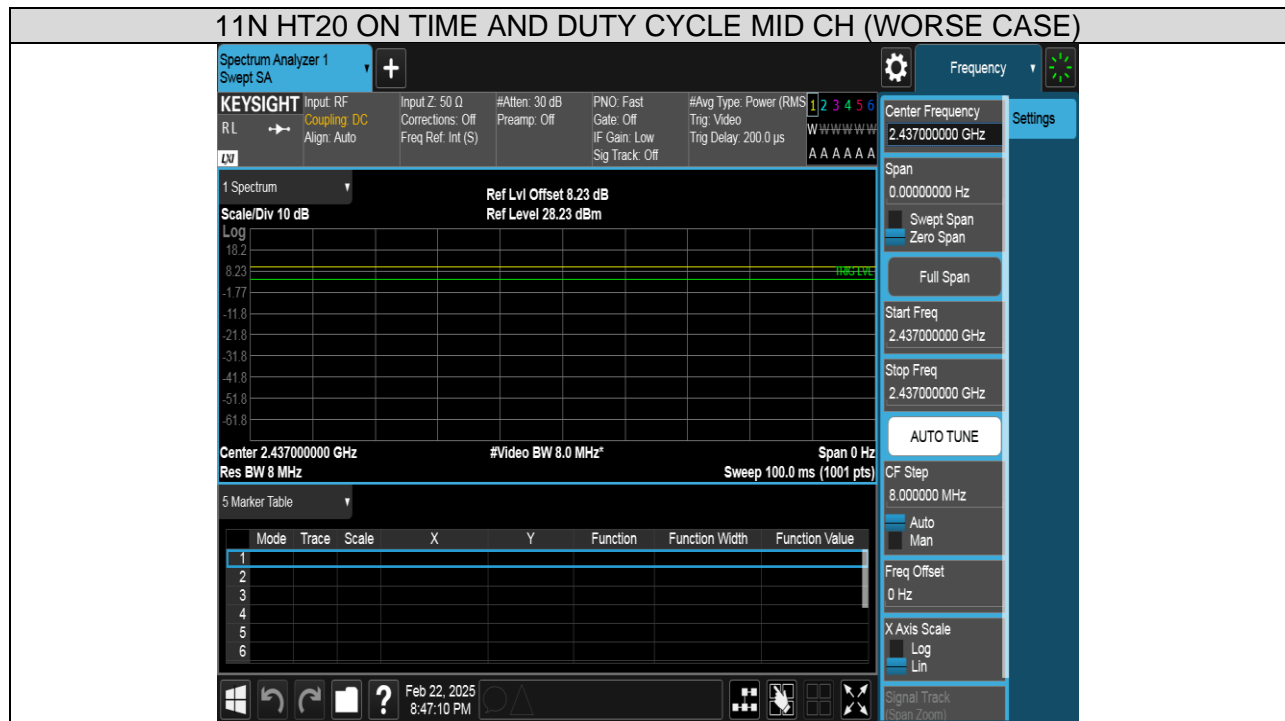 11N HT20 ON TIME AND DUTY CYCLE MID CH (WORSE CASE)
Spectrum Analyzer 1
Swept SA
+
Frequency
KEYSIGHT
RL
LXI
Input: RF
Coupling: DC
Align: Auto
Input Z: 50 Ω
Corrections: Off
Freq Ref: Int (S)
#Atten: 30 dB
Preamp: Off
PNO: Fast
Gate: Off
IF Gain: Low
Sig Track: Off
#Avg Type: Power (RMS
Trig: Video
Trig Delay: 200.0 µs
1 2 3 4 5 6
W W W W W W
A A A A A A
Center Frequency
2.437000000 GHz
Settings
Span
0.00000000 Hz
Swept Span
Zero Span
Full Span
Start Freq
2.437000000 GHz
Stop Freq
2.437000000 GHz
AUTO TUNE
CF Step
8.000000 MHz
Auto
Man
Freq Offset
0 Hz
X Axis Scale
Log
Lin
Signal Track
(Span Zoom)
1 Spectrum
Scale/Div 10 dB
Ref Lvl Offset 8.23 dB
Ref Level 28.23 dBm
Log
18.2
8.23
-1.77
-11.8
-21.8
-31.8
-41.8
-51.8
-61.8
TRIG LVL
Center 2.437000000 GHz
#Video BW 8.0 MHz*
Span 0 Hz
Res BW 8 MHz
Sweep 100.0 ms (1001 pts)
5 Marker Table
Mode Trace Scale X Y Function Function Width Function Value
1
2
3
4
5
6
?
Feb 22, 2025
8:47:10 PM